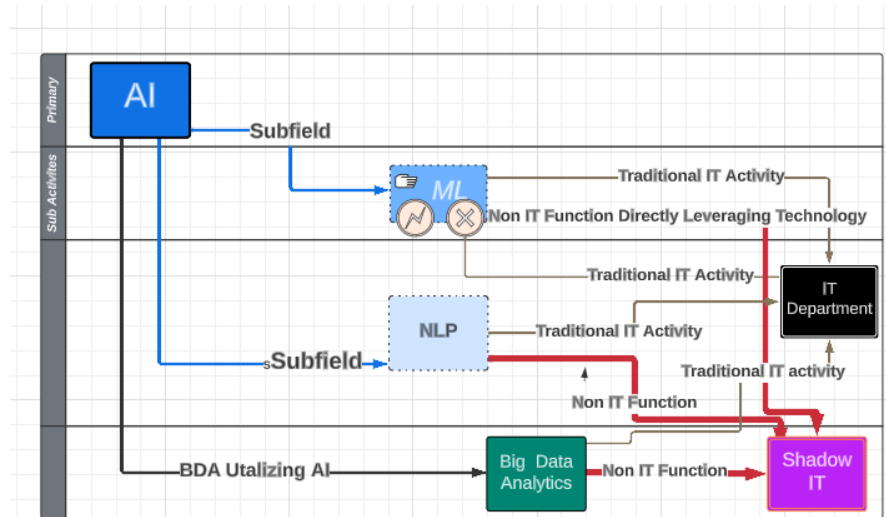 Primary
AI
Subfield
Sub Activites
ML
Traditional IT Activity
Non IT Function Directly Leveraging Technology
Traditional IT Activity
IT
Department
NLP
Traditional IT Activity
sSubfield
Traditional IT activity
Non IT Function
BDA Utalizing AI
Big Data
Analytics
Non IT Function
Shadow
IT